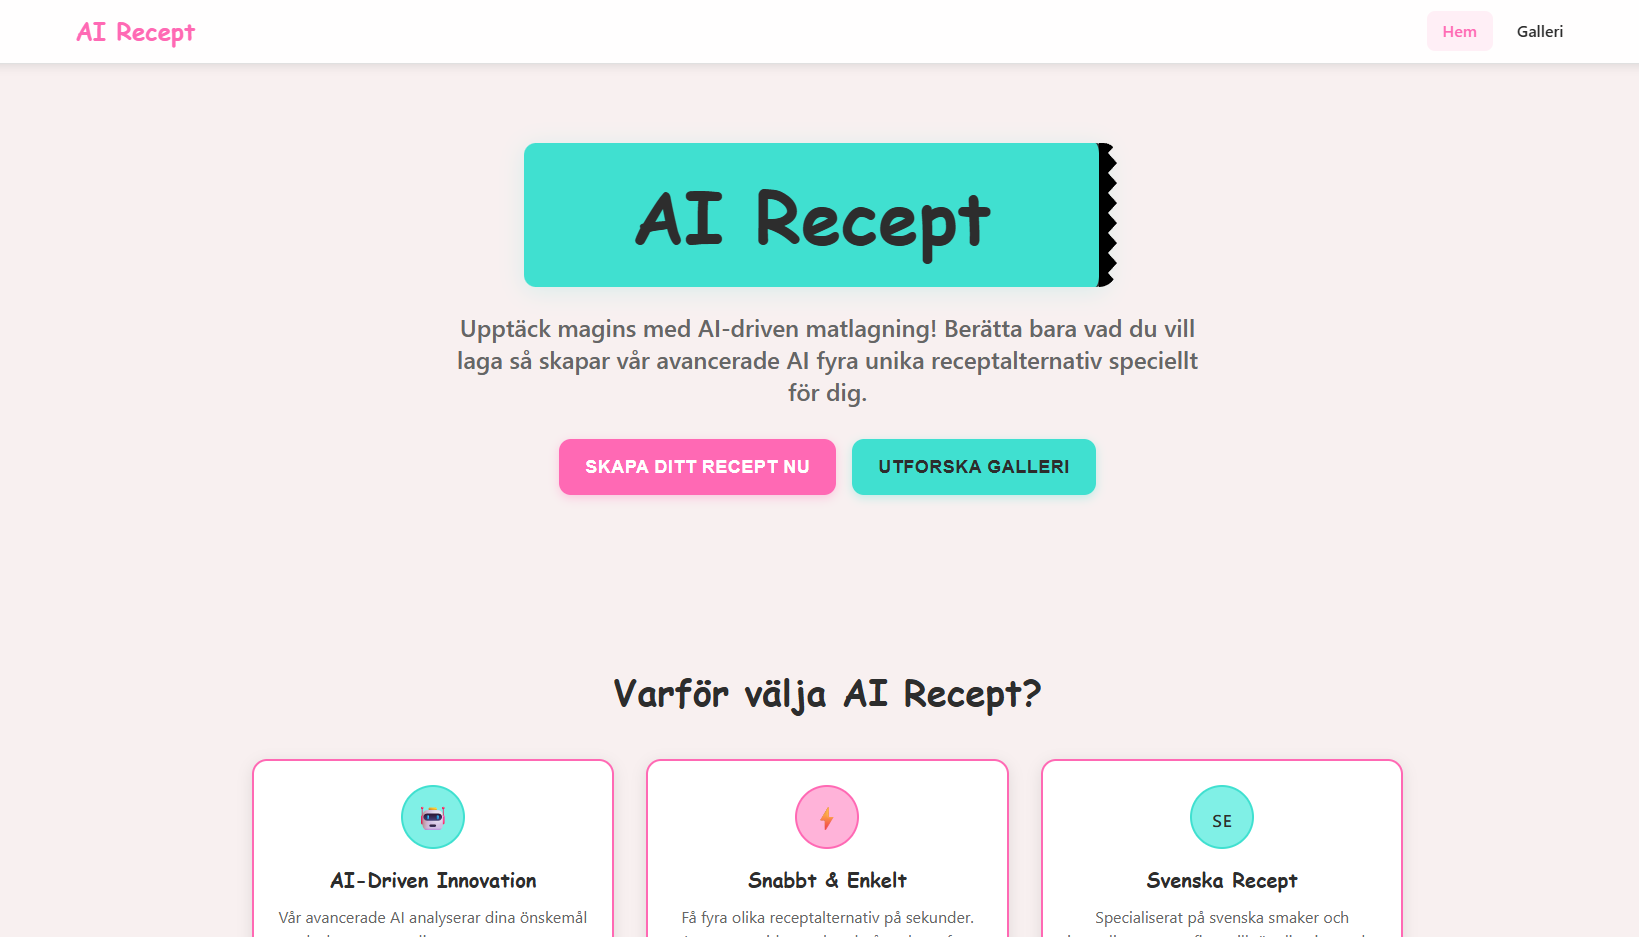 AI Recept
Hem
Galleri
AI Recept
Upptäck magins med AI-driven matlagning! Berätta bara vad du vill
laga så skapar vår avancerade AI fyra unika receptalternativ speciellt
för dig.
SKAPA DITT RECEPT NU
UTFORSKA GALLERI
Varför välja AI Recept?
SE
AI-Driven Innovation
Snabbt & Enkelt
Svenska Recept
Vår avancerade AI analyserar dina önskemål
Få fyra olika receptalternativ på sekunder.
Specialiserat på svenska smaker och